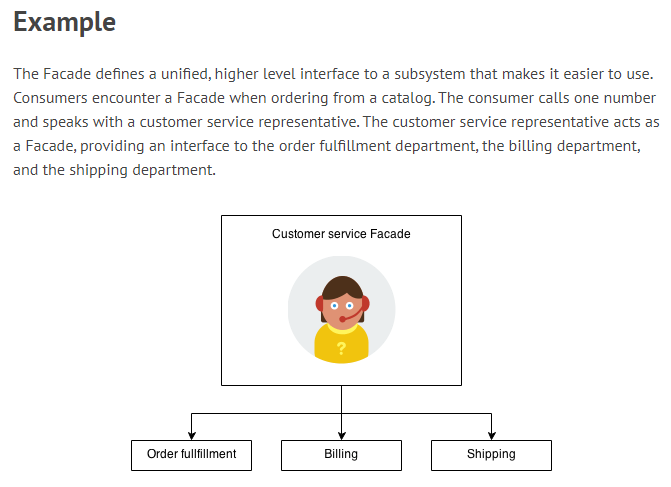 Example
The Facade defines a unified, higher level interface to a subsystem that makes it easier to use.
Consumers encounter a Facade when ordering from a catalog. The consumer calls one number
and speaks with a customer service representative. The customer service representative acts as
a Facade, providing an interface to the order fulfillment department, the billing department,
and the shipping department.
Customer service Facade
?
Order fullfillment
Billing
Shipping